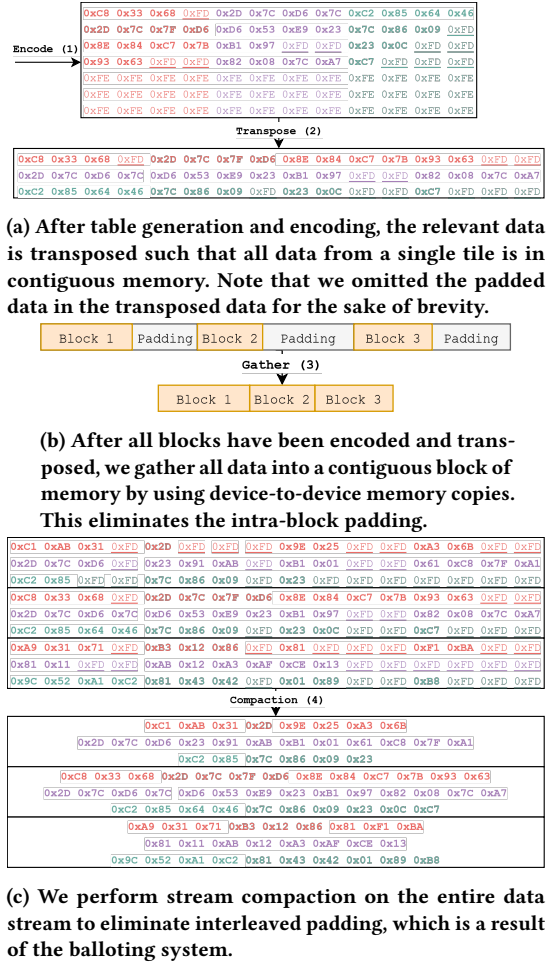 0xC8 0x33 0x68 0xFD 0x2D 0x7C 0xD6 0x7C 0xC2 0x85 0x64 0x46
0x2D 0x7C 0x7F 0xD6 0xD6 0x53 0xE9 0x23 0x7C 0x86 0x09 0xFD
Encode (1)
0x8E 0x84 0xC7 0x7B 0xB1 0x97 0xFD 0xFD 0x23 0x0C 0xFD 0xFD
0x93 0x63 0xFD 0xFD 0x82 0x08 0x7C 0xA7 0xC7 0xFD 0xFD 0xFD
0xFE 0xFE 0xFE 0xFE 0xFE 0xFE 0xFE 0xFE 0xFE 0xFE 0xFE 0xFE
0xFE 0xFE 0xFE 0xFE 0xFE 0xFE 0xFE 0xFE 0xFE 0xFE 0xFE 0xFE
Transpose (2)
0xC8 0x33 0x68 0xFD 0x2D 0x7C 0x7F 0xD6 0x8E 0x84 0xC7 0x7B 0x93 0x63 0xFD 0xFD
0x2D 0x7C 0xD6 0x7C 0xD6 0x53 0xE9 0x23 0xB1 0x97 0xFD 0xFD 0x82 0x08 0x7C 0xA7
0xC2 0x85 0x64 0x46 0x7C 0x86 0x09 0xFD 0x23 0x0C 0xFD 0xFD 0xC7 0xFD 0xFD 0xFD
(a) After table generation and encoding, the relevant data
is transposed such that all data from a single tile is in
contiguous memory. Note that we omitted the padded
data in the transposed data for the sake of brevity.
Block 1 Padding Block 2 Padding Block 3 Padding
Gather (3)
Block 1 Block 2 Block 3
(b) After all blocks have been encoded and trans-
posed, we gather all data into a contiguous block of
memory by using device-to-device memory copies.
This eliminates the intra-block padding.
0xC1 0xAB 0x31 0xFD 0x2D 0xFD 0xFD 0xFD 0x9E 0x25 0xFD 0xFD 0xA3 0x6B 0xFD 0xFD
0x2D 0x7C 0xD6 0xFD 0x23 0x91 0xAB 0xFD 0xB1 0x01 0xFD 0xFD 0x61 0xC8 0x7F 0xA1
0xC2 0x85 0xFD 0xFD 0x7C 0x86 0x09 0xFD 0x23 0xFD 0xFD 0xFD 0xFD 0xFD 0xFD 0xFD
0xC8 0x33 0x68 0xFD 0x2D 0x7C 0x7F 0xD6 0x8E 0x84 0xC7 0x7B 0x93 0x63 0xFD 0xFD
0x2D 0x7C 0xD6 0x7C 0xD6 0x53 0xE9 0x23 0xB1 0x97 0xFD 0xFD 0x82 0x08 0x7C 0xA7
0xC2 0x85 0x64 0x46 0x7C 0x86 0x09 0xFD 0x23 0x0C 0xFD 0xFD 0xC7 0xFD 0xFD 0xFD
0xA9 0x31 0x71 0xFD 0xB3 0x12 0x86 0xFD 0x81 0xFD 0xFD 0xFD 0xF1 0xBA 0xFD 0xFD
0x81 0x11 0xFD 0xFD 0xAB 0x12 0xA3 0xAF 0xCE 0x13 0xFD 0xFD 0xFD 0xFD 0xFD 0xFD
0x9C 0x52 0xA1 0xC2 0x81 0x43 0x42 0xFD 0x01 0x89 0xFD 0xFD 0xB8 0xFD 0xFD 0xFD
Compaction (4)
0xC1 0xAB 0x31 0x2D 0x9E 0x25 0xA3 0x6B
0x2D 0x7C 0xD6 0x23 0x91 0xAB 0xB1 0x01 0x61 0xC8 0x7F 0xA1
0xC2 0x85 0x7C 0x86 0x09 0x23
0xC8 0x33 0x68 0x2D 0x7C 0x7F 0xD6 0x8E 0x84 0xC7 0x7B 0x93 0x63
0x2D 0x7C 0xD6 0x7C 0xD6 0x53 0xE9 0x23 0xB1 0x97 0x82 0x08 0x7C 0xA7
0xC2 0x85 0x64 0x46 0x7C 0x86 0x09 0x23 0x0C 0xC7
0xA9 0x31 0x71 0xB3 0x12 0x86 0x81 0xF1 0xBA
0x81 0x11 0xAB 0x12 0xA3 0xAF 0xCE 0x13
0x9C 0x52 0xA1 0xC2 0x81 0x43 0x42 0x01 0x89 0xB8
(c) We perform stream compaction on the entire data
stream to eliminate interleaved padding, which is a result
of the balloting system.